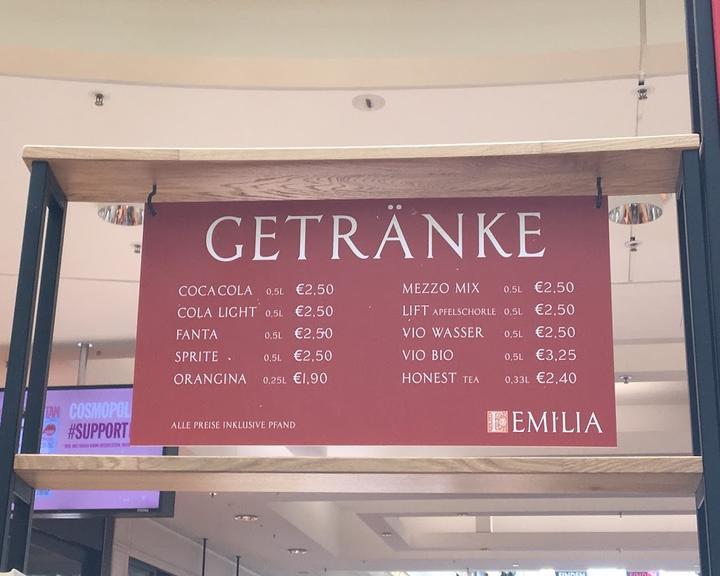 GETRÄNKE
COCACOLA 0,5L €2,50
COLA LIGHT 0,5L €2,50
FANTA 0,5L €2,50
SPRITE 0,5L €2,50
ORANGINA 0,25L €1,90
MEZZO MIX 0,5L €2,50
LIFT APFELSCHORLE 0,5L €2,50
VIO WASSER 0,5L €2,50
VIO BIO 0,5L €3,25
HONEST TEA 0,33L €2,40
ALLE PREISE INKLUSIVE PFAND
EMILIA
TAN COSMOPOL
#SUPPORT